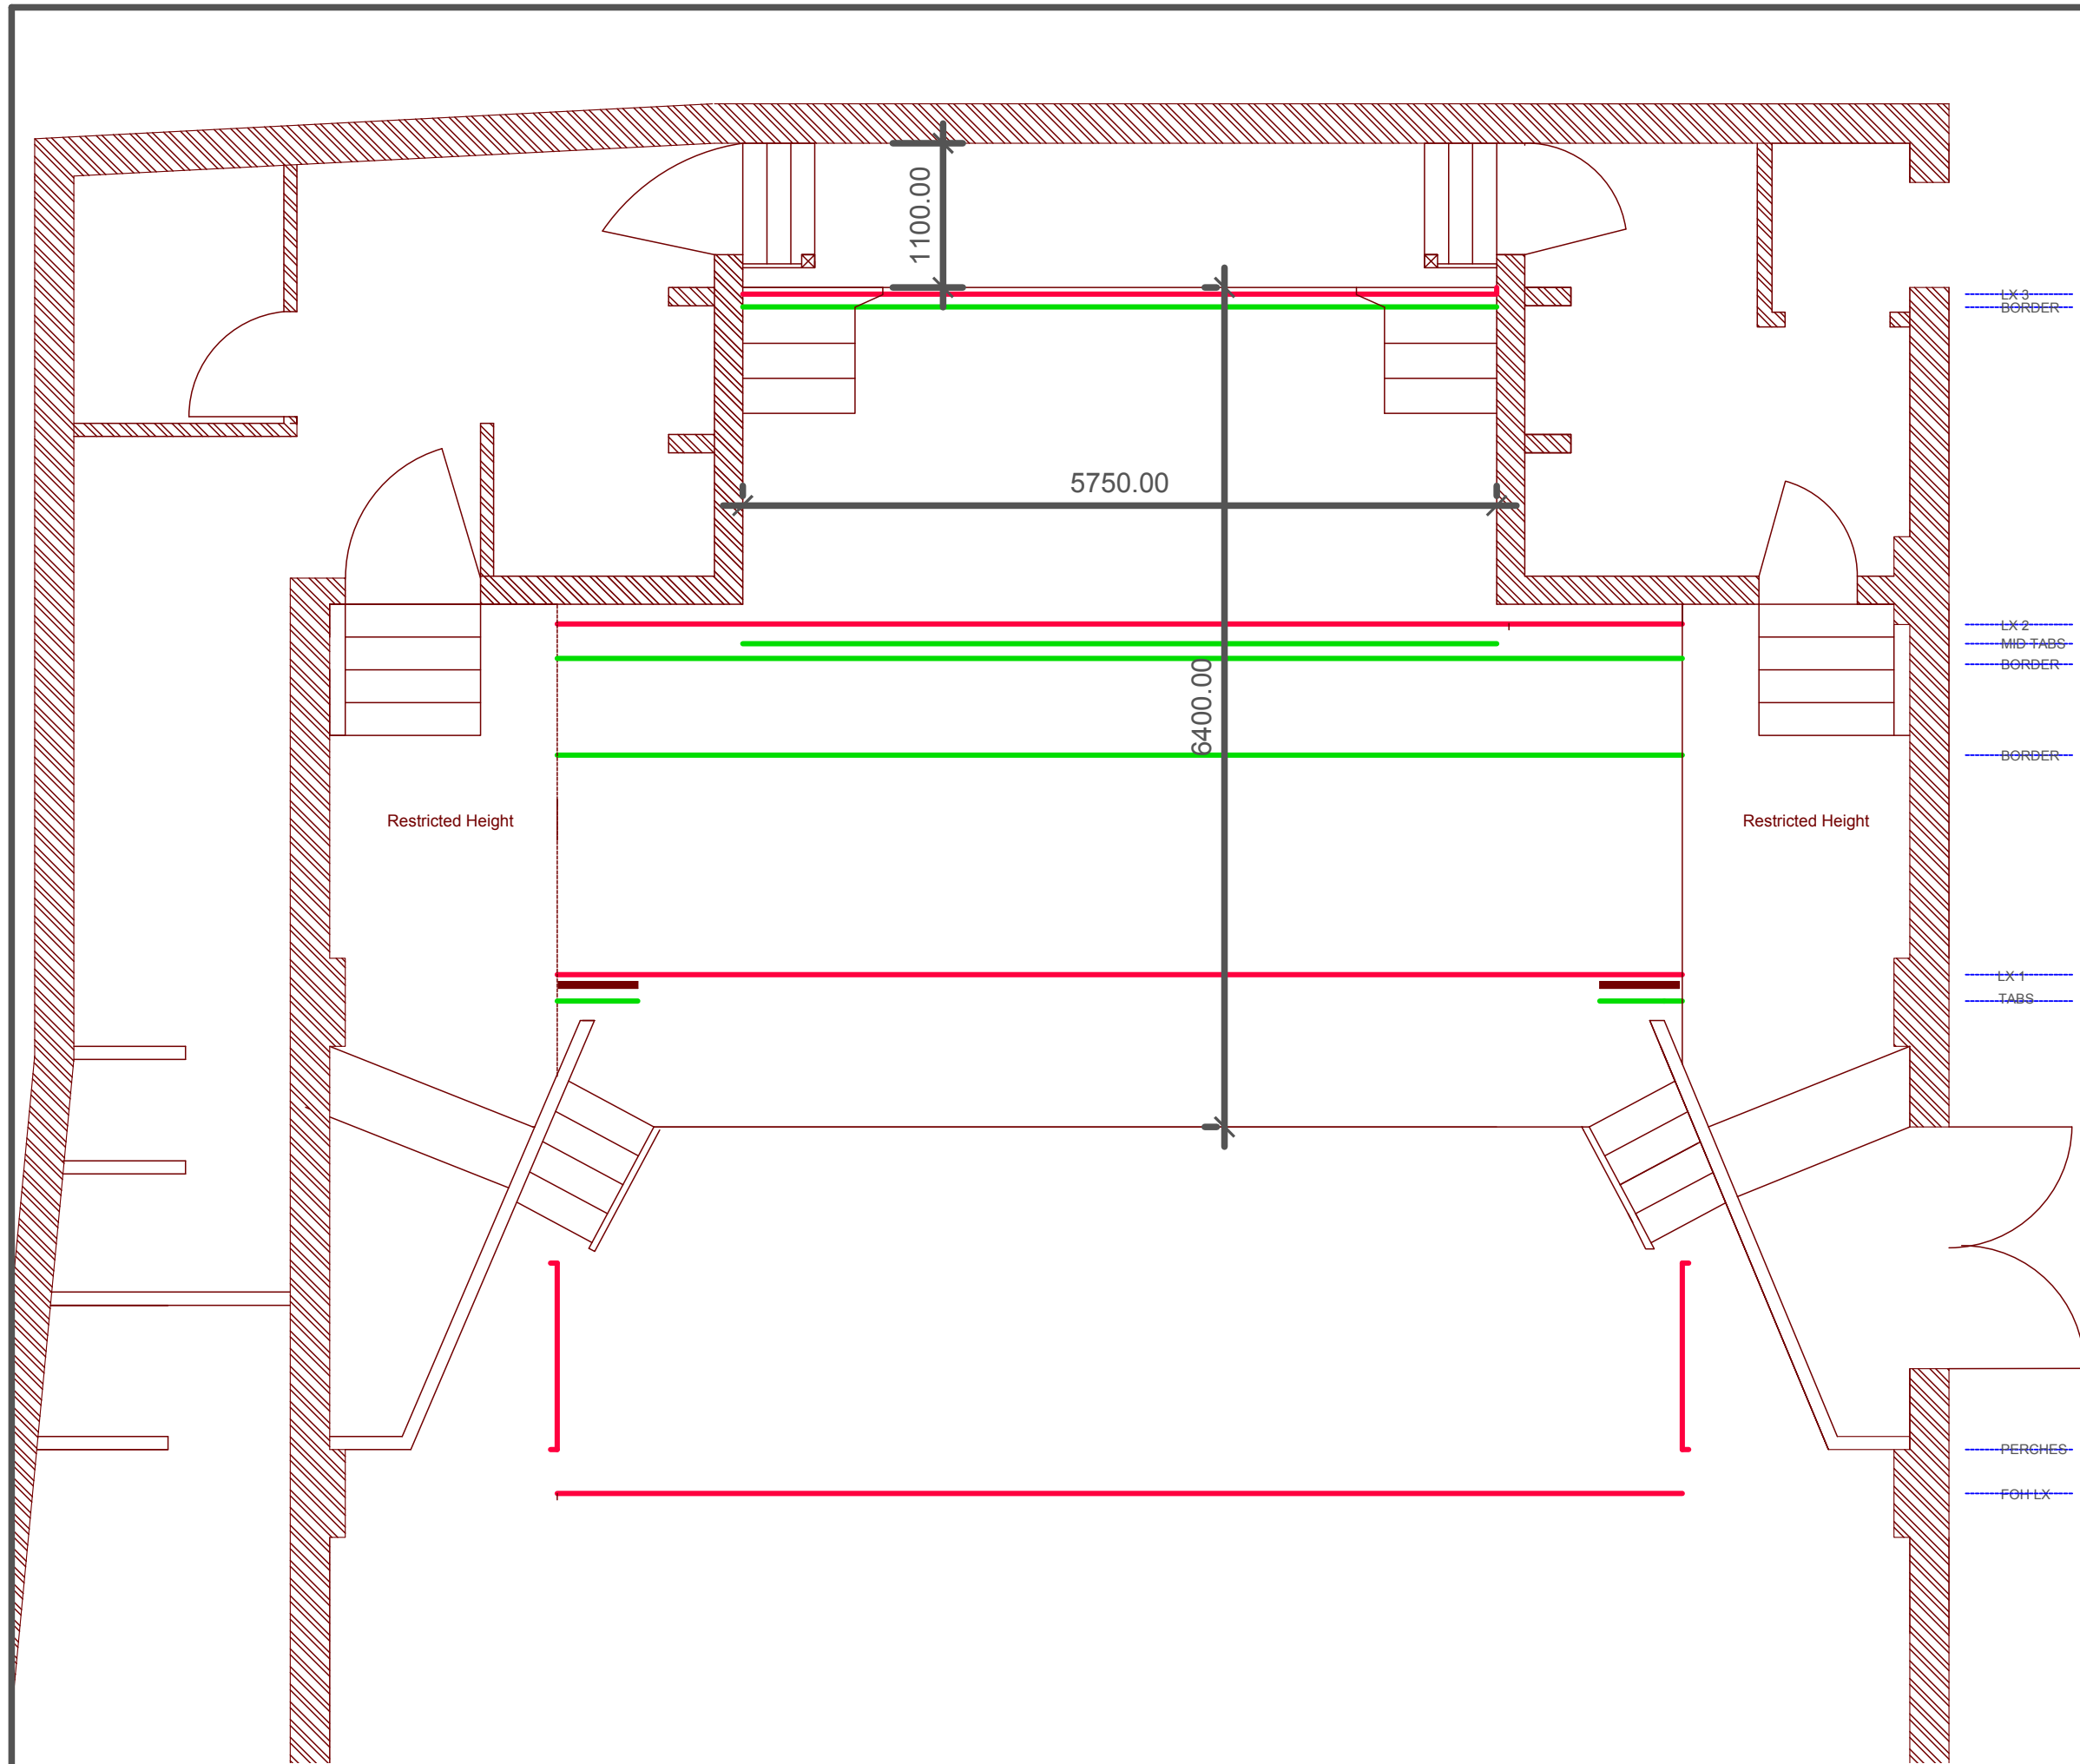 1100.00
LX 3
BORDER
5750.00
LX 2
MID TABS
BORDER
6400.00
BORDER
Restricted Height
Restricted Height
LX 1
TABS
PERCHES
FOH LX